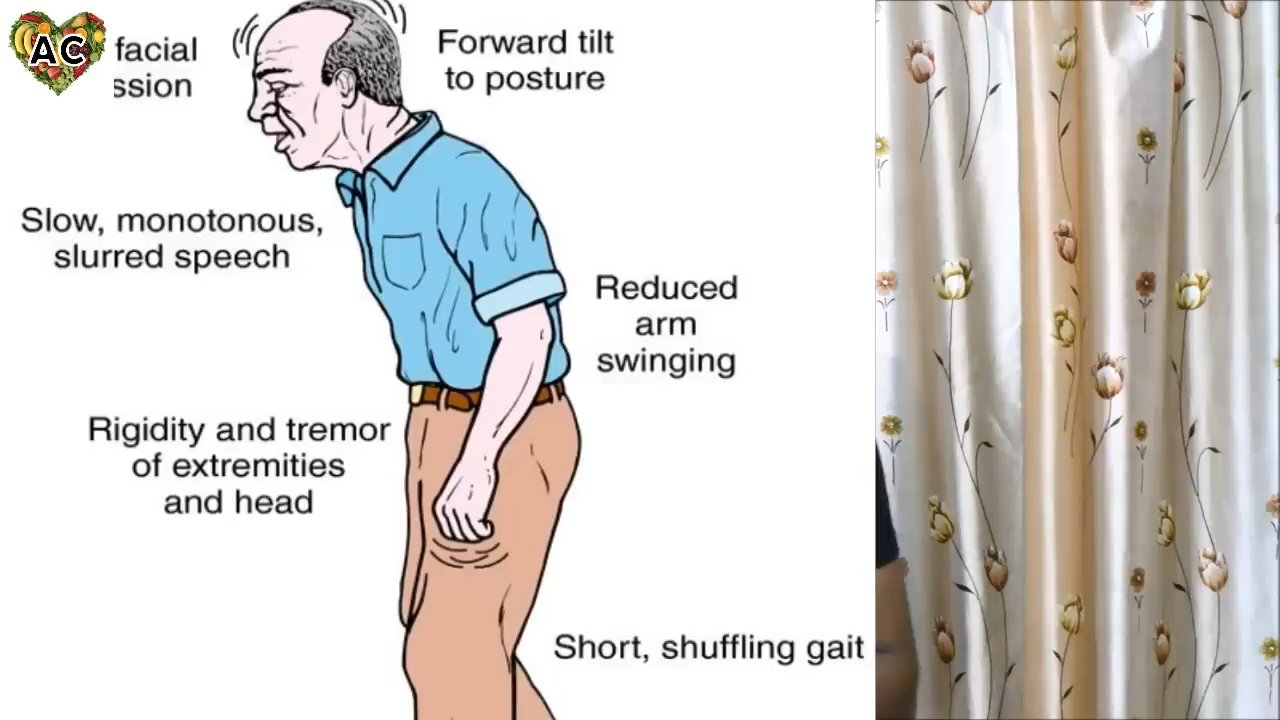 AC
facial
ssion
Forward tilt
to posture
Slow, monotonous,
slurred speech
Reduced
arm
swinging
Rigidity and tremor
of extremities
and head
Short, shuffling gait